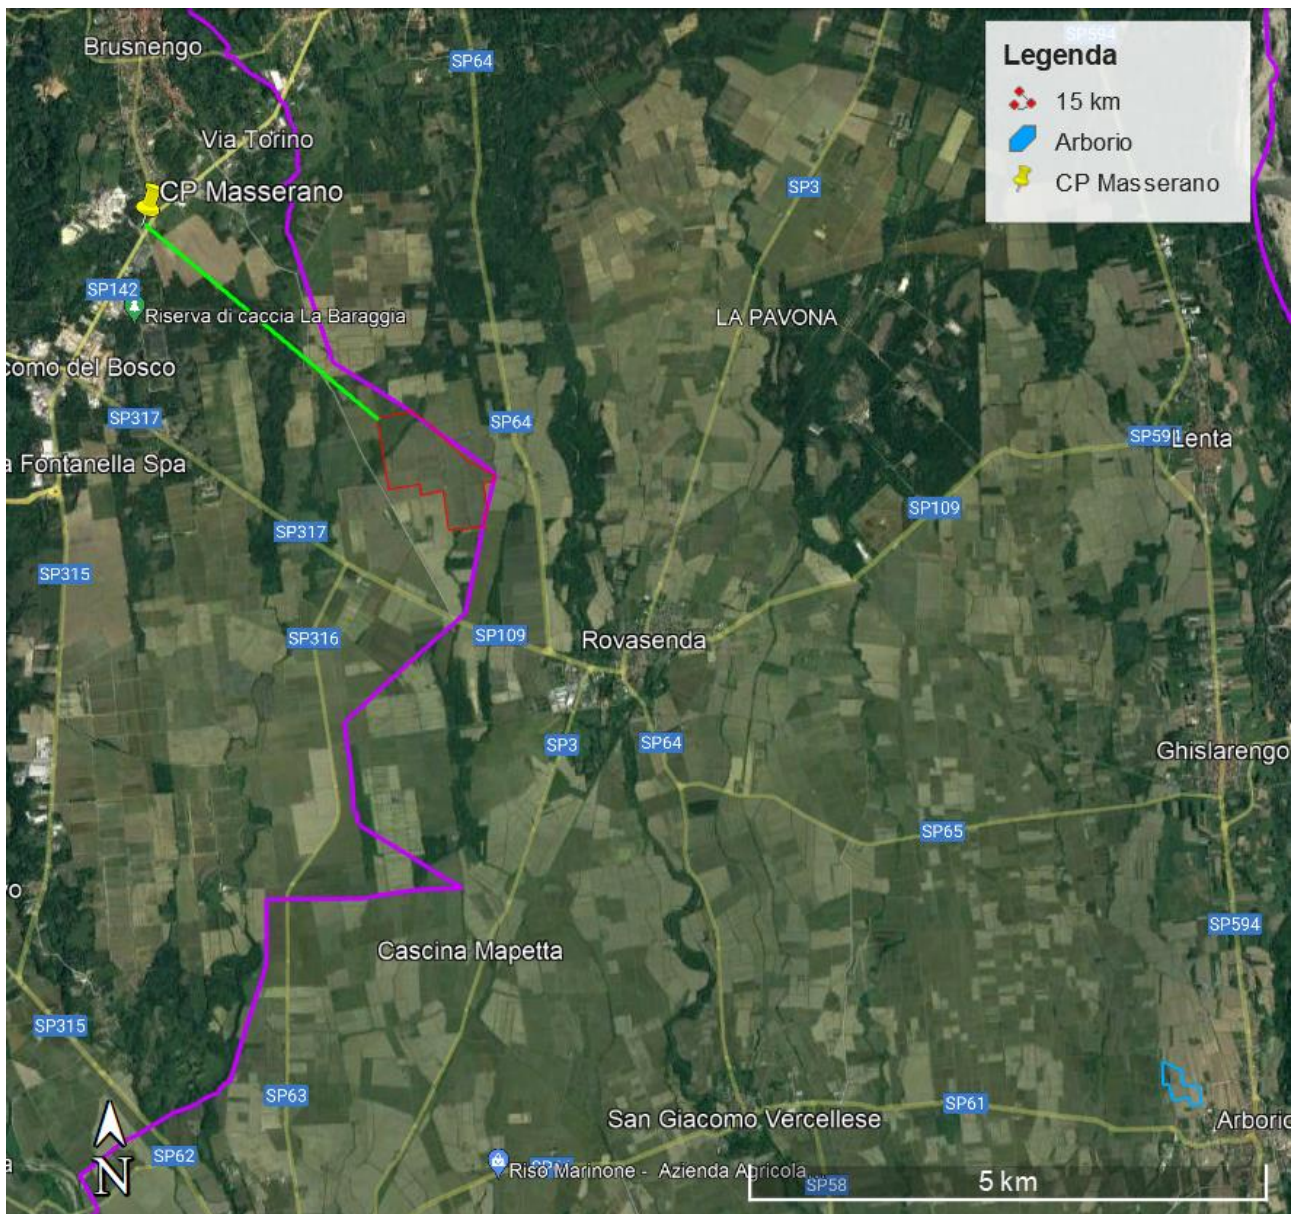 SP594
Brusnengo
SP64
Legenda
15 km
Arborio
CP Masserano
Via Torino
SP3
CP Masserano
SP142
Riserva di caccia La Baraggia
LA PAVONA
como del Bosco
SP317
SP64
SP591
Lenta
a Fontanella Spa
SP109
SP317
SP315
SP316
SP109
Rovasenda
SP3
SP64
Ghislarengo
SP65
vo
SP594
Cascina Mapetta
SP315
SP63
SP61
San Giacomo Vercellese
Arborio
N
SP62
a
Riso Marinone - Azienda Agricola
SP58
5 km